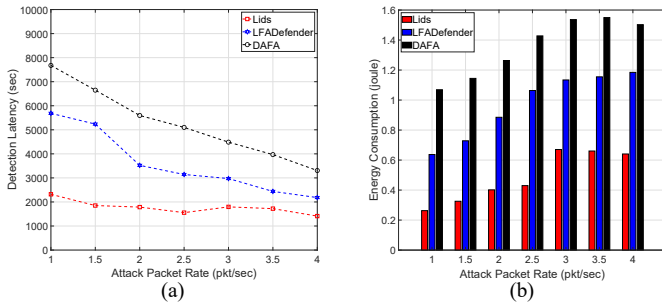 10000
9000
8000
7000
6000
5000
4000
3000
2000
1000
0
Detection Latency (sec)
Lids
LFADefender
DAFA
1 1.5 2 2.5 3 3.5 4
Attack Packet Rate (pkt/sec)
(a)
1.6
1.4
1.2
1
0.8
0.6
0.4
0.2
0
Energy Consumption (joule)
Lids
LFADefender
DAFA
1 1.5 2 2.5 3 3.5 4
Attack Packet Rate (pkt/sec)
(b)